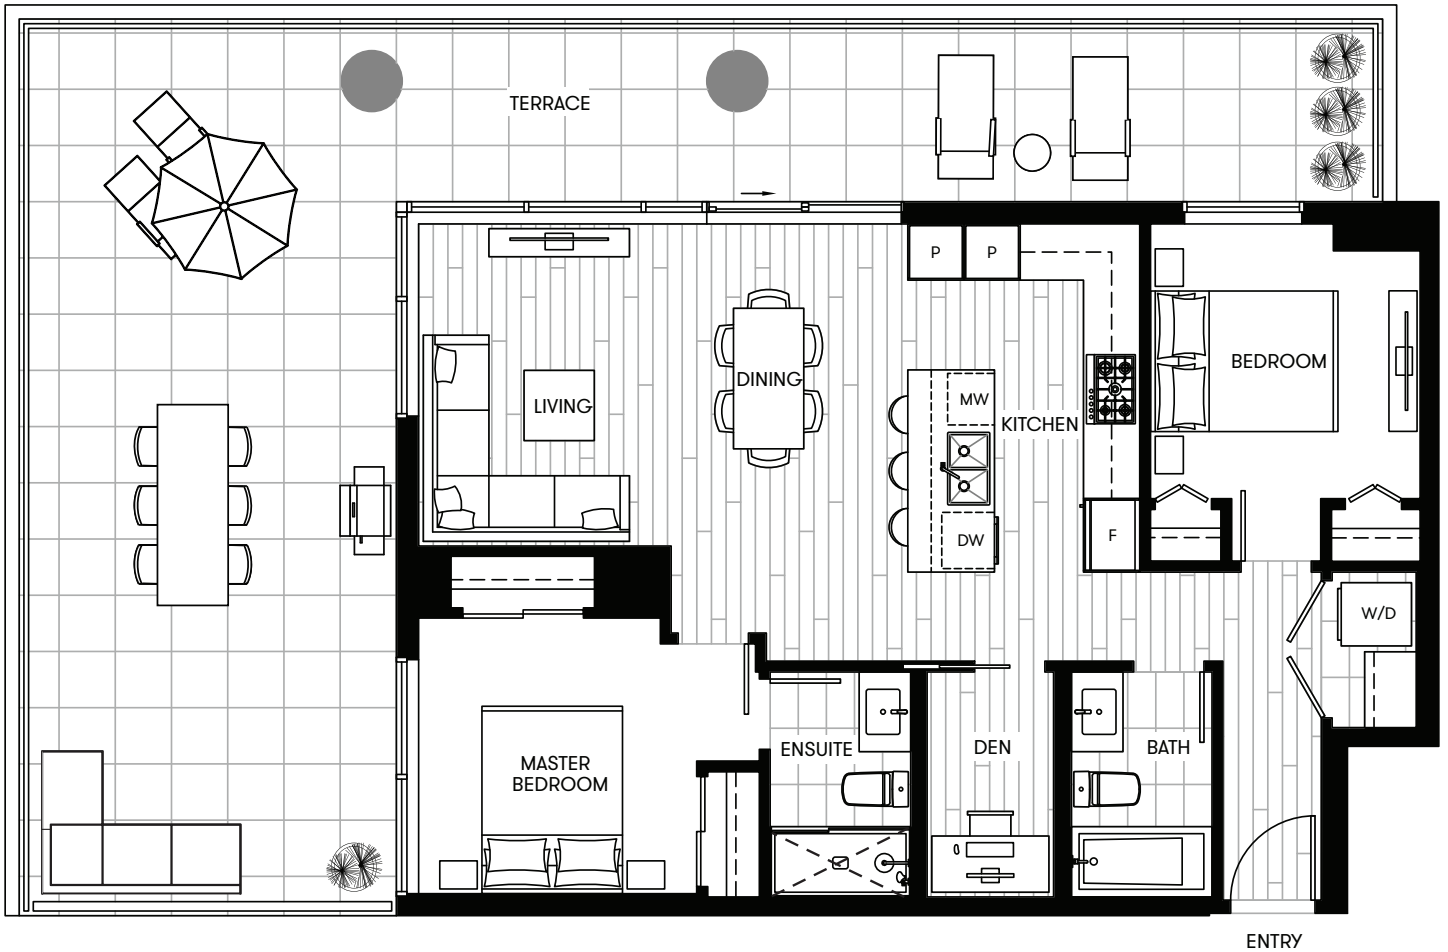 TERRACE
P
P
BEDROOM
DINING
MW
LIVING
KITCHEN
F
DW
W/D
ENSUITE
DEN
BATH
MASTER
BEDROOM
ENTRY